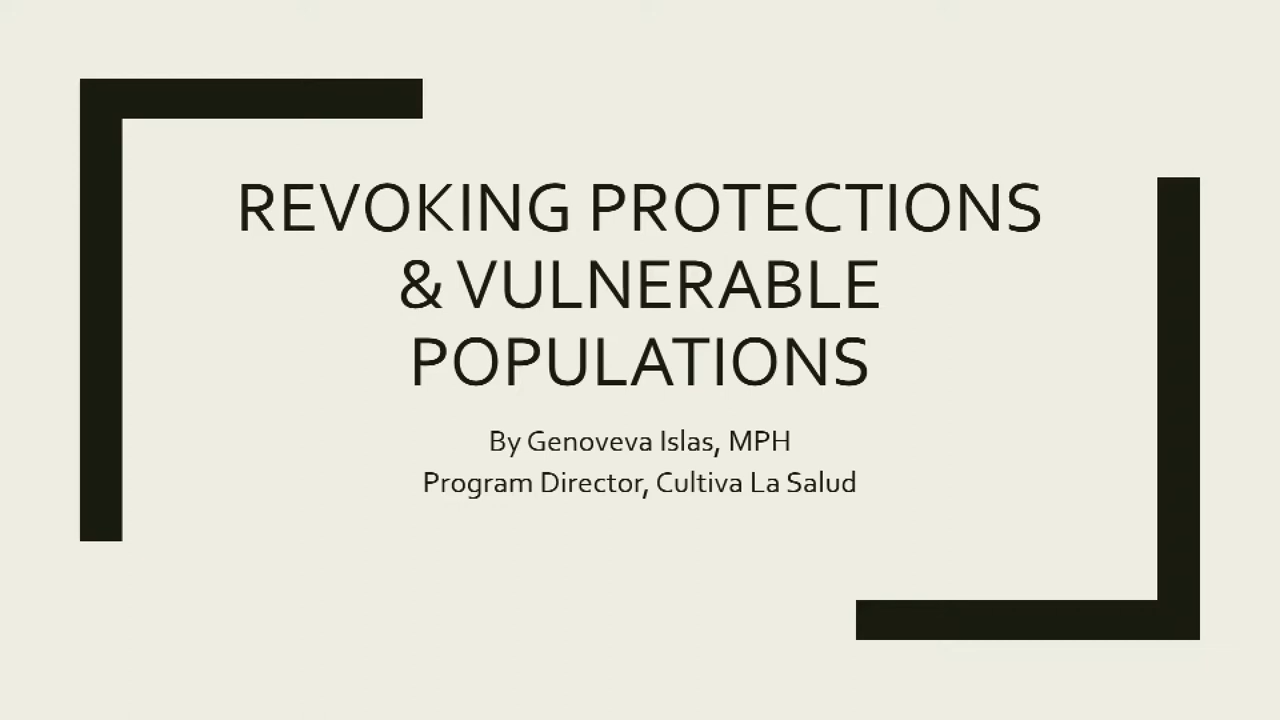 REVOKING PROTECTIONS
& VULNERABLE
POPULATIONS
By Genoveva Islas, MPH
Program Director, Cultiva La Salud